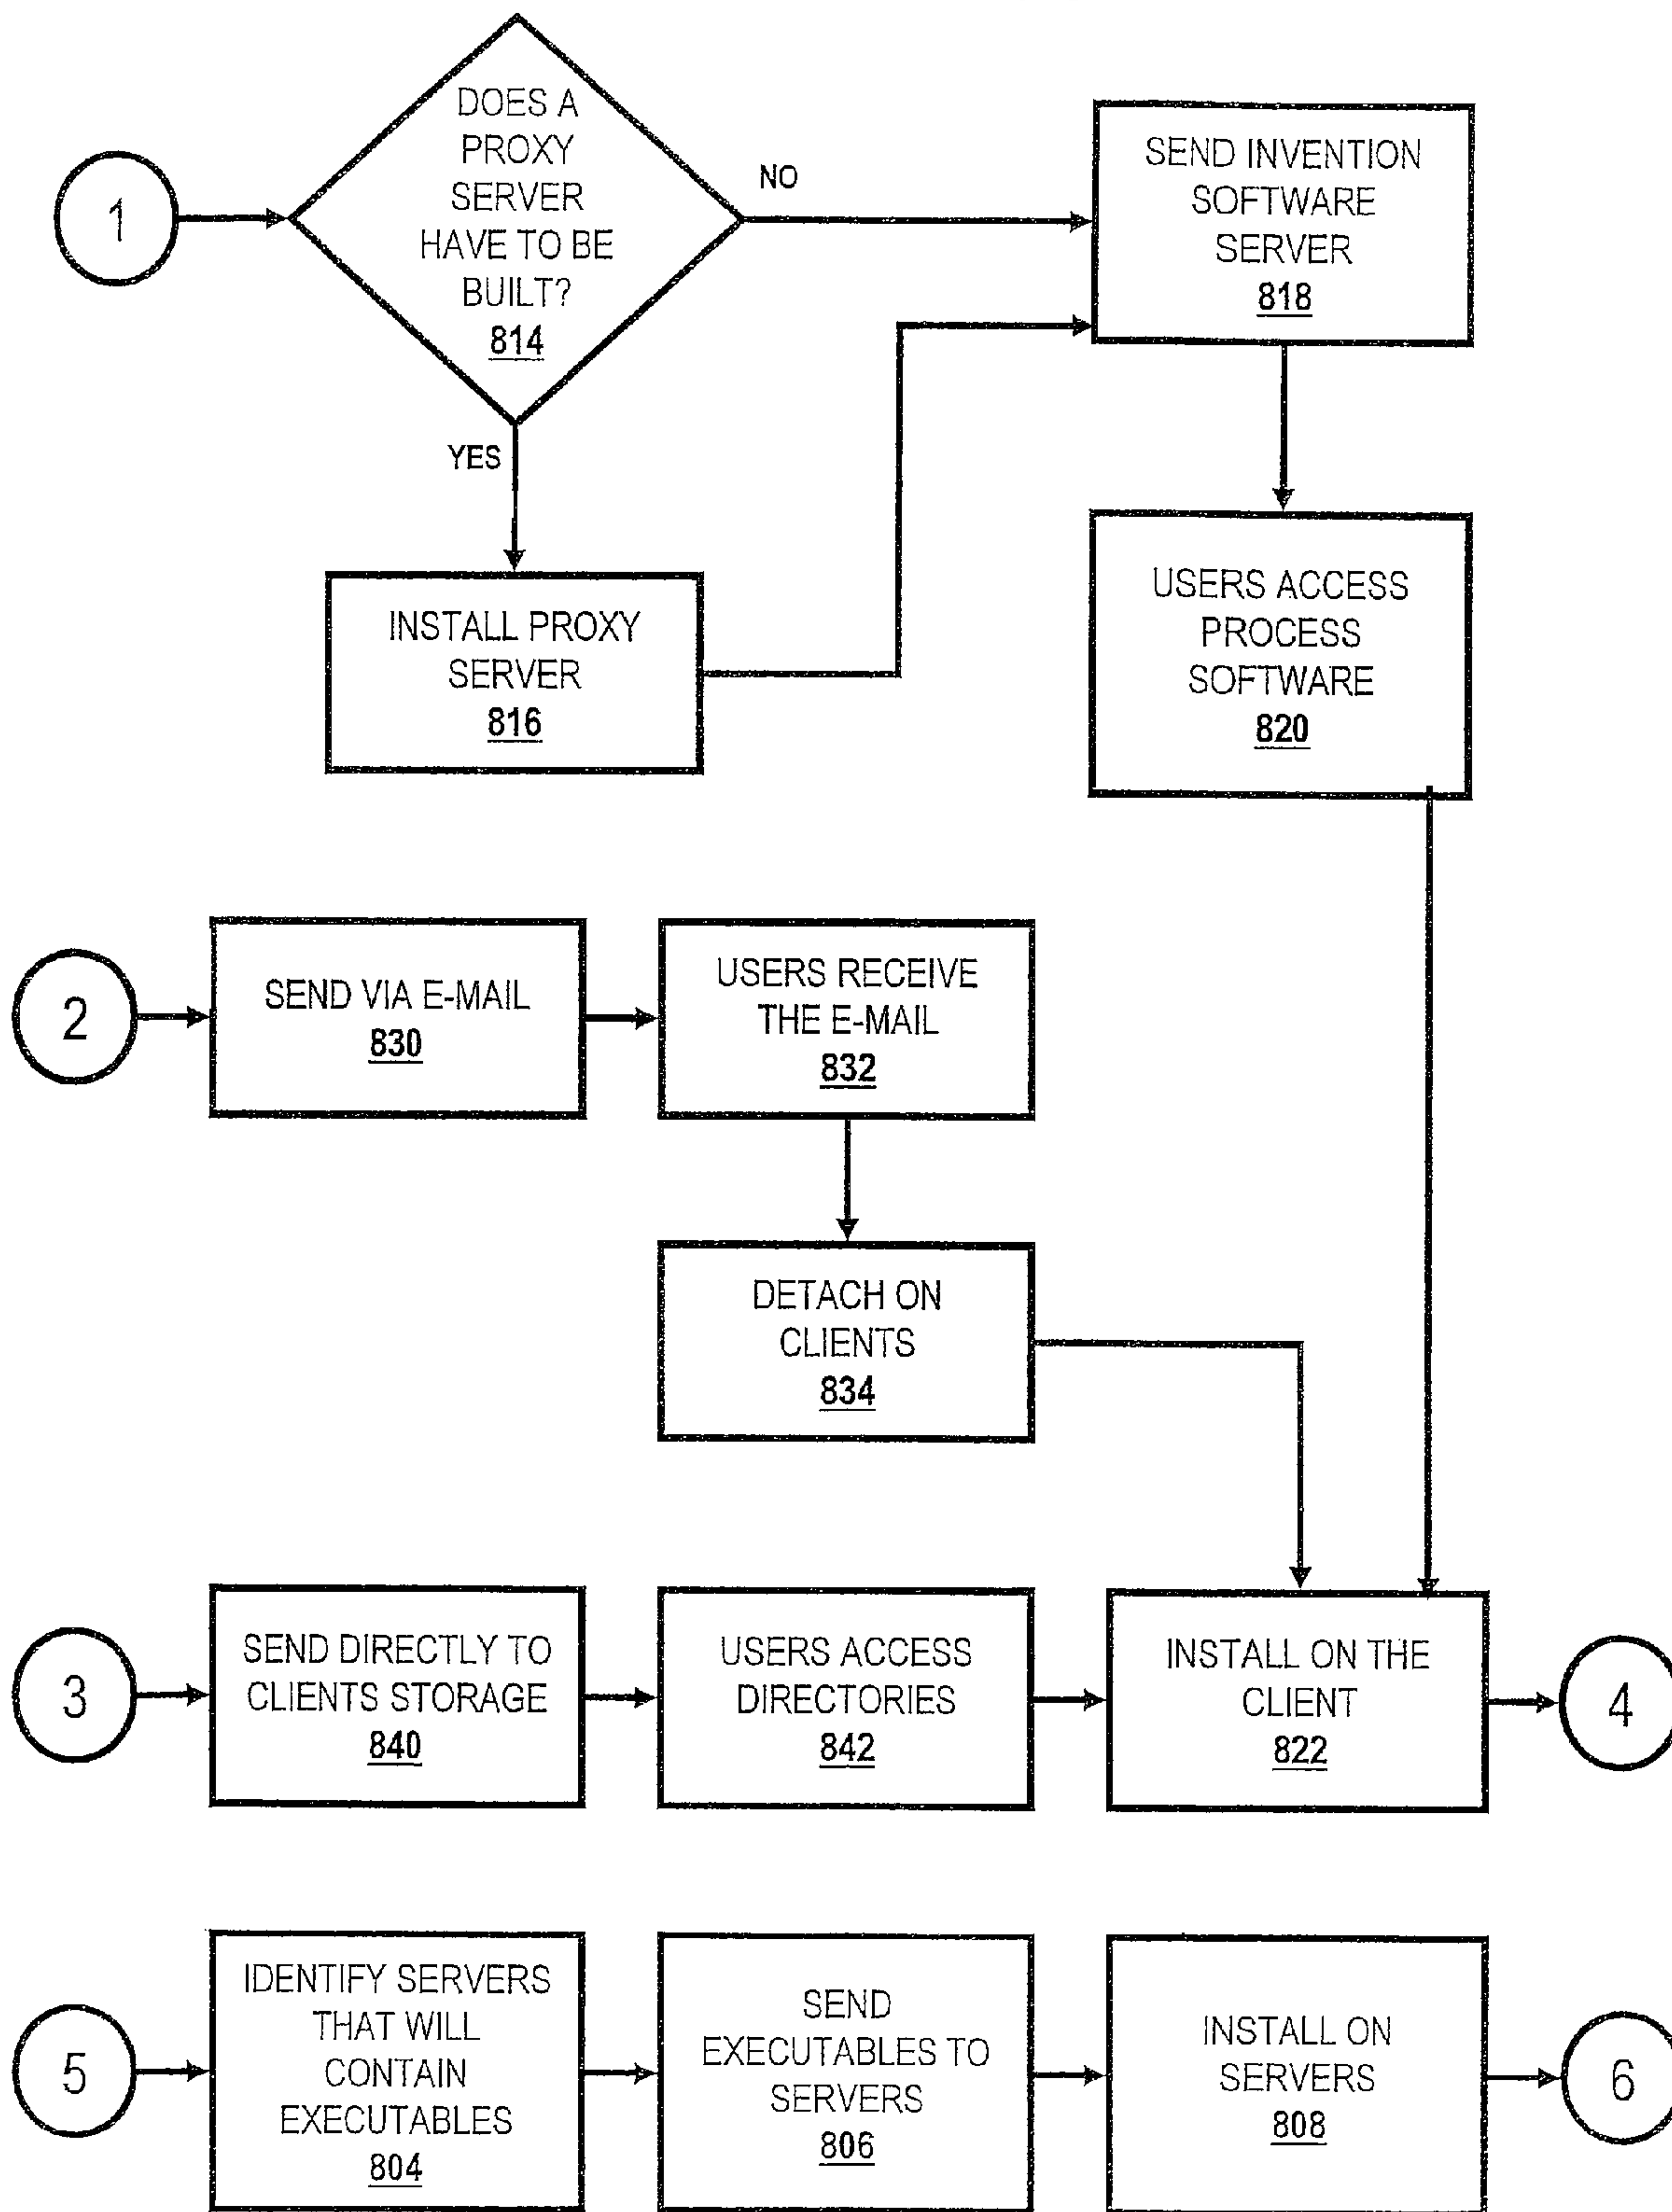 1
DOES A
PROXY
SERVER
HAVE TO BE
BUILT?
814
NO
SEND INVENTION
SOFTWARE
SERVER
818
YES
INSTALL PROXY
SERVER
816
USERS ACCESS
PROCESS
SOFTWARE
820
2
SEND VIA E-MAIL
830
USERS RECEIVE
THE E-MAIL
832
DETACH ON
CLIENTS
834
3
SEND DIRECTLY TO
CLIENTS STORAGE
840
USERS ACCESS
DIRECTORIES
842
INSTALL ON THE
CLIENT
822
4
5
IDENTIFY SERVERS
THAT WILL
CONTAIN
EXECUTABLES
804
SEND
EXECUTABLES TO
SERVERS
806
INSTALL ON
SERVERS
808
6